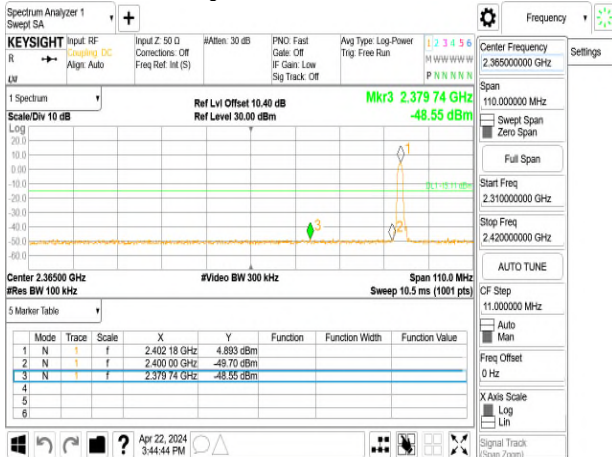 Spectrum Analyzer 1
Swept SA
Frequency
Settings
KEYSIGHT
R
Input: RF
Coupling: DC
Align: Auto
Input Z: 50 Ω
Corrections: Off
Freq Ref: Int (S)
#Atten: 30 dB
PNO: Fast
Gate: Off
IF Gain: Low
Sig Track: Off
Avg Type: Log-Power
Trig: Free Run
1 2 3 4 5 6
M W W W W W
P N N N N N
1 Spectrum
Scale/Div 10 dB
Log
Ref Lvl Offset 10.40 dB
Ref Level 30.00 dBm
Mkr3 2.379 74 GHz
-48.55 dBm
20.0
10.0
0.00
-10.0
-20.0
-30.0
-40.0
-50.0
-60.0
1
2
3
Center 2.36500 GHz
#Res BW 100 kHz
#Video BW 300 kHz
Span 110.0 MHz
Sweep 10.5 ms (1001 pts)
5 Marker Table
Mode Trace Scale X Y Function Function Width Function Value
1 N 1 f 2.402 18 GHz 4.893 dBm
2 N 1 f 2.400 00 GHz -49.70 dBm
3 N 1 f 2.379 74 GHz -48.55 dBm
4
5
6
Apr 22, 2024
3:44:44 PM
Center Frequency
2.365000000 GHz
Span
110.000000 MHz
Swept Span
Zero Span
Full Span
Start Freq
2.310000000 GHz
Stop Freq
2.420000000 GHz
AUTO TUNE
CF Step
11.000000 MHz
Auto
Man
Freq Offset
0 Hz
X Axis Scale
Log
Lin
Signal Track
(Span Zoom)